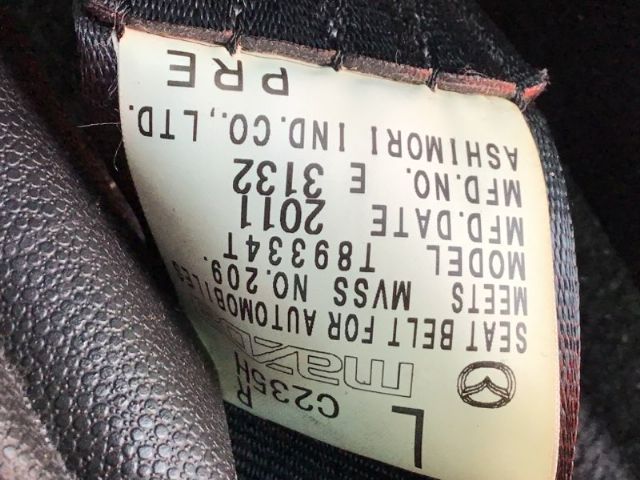 L R
C235H
mazda
SEAT BELT FOR AUTOMOBILES
MEETS MVSS NO.209.
MODEL T89334T
MFD.DATE 2011
MFD.NO. E 3132
ASHIMORI IND.CO.,LTD.
PRE